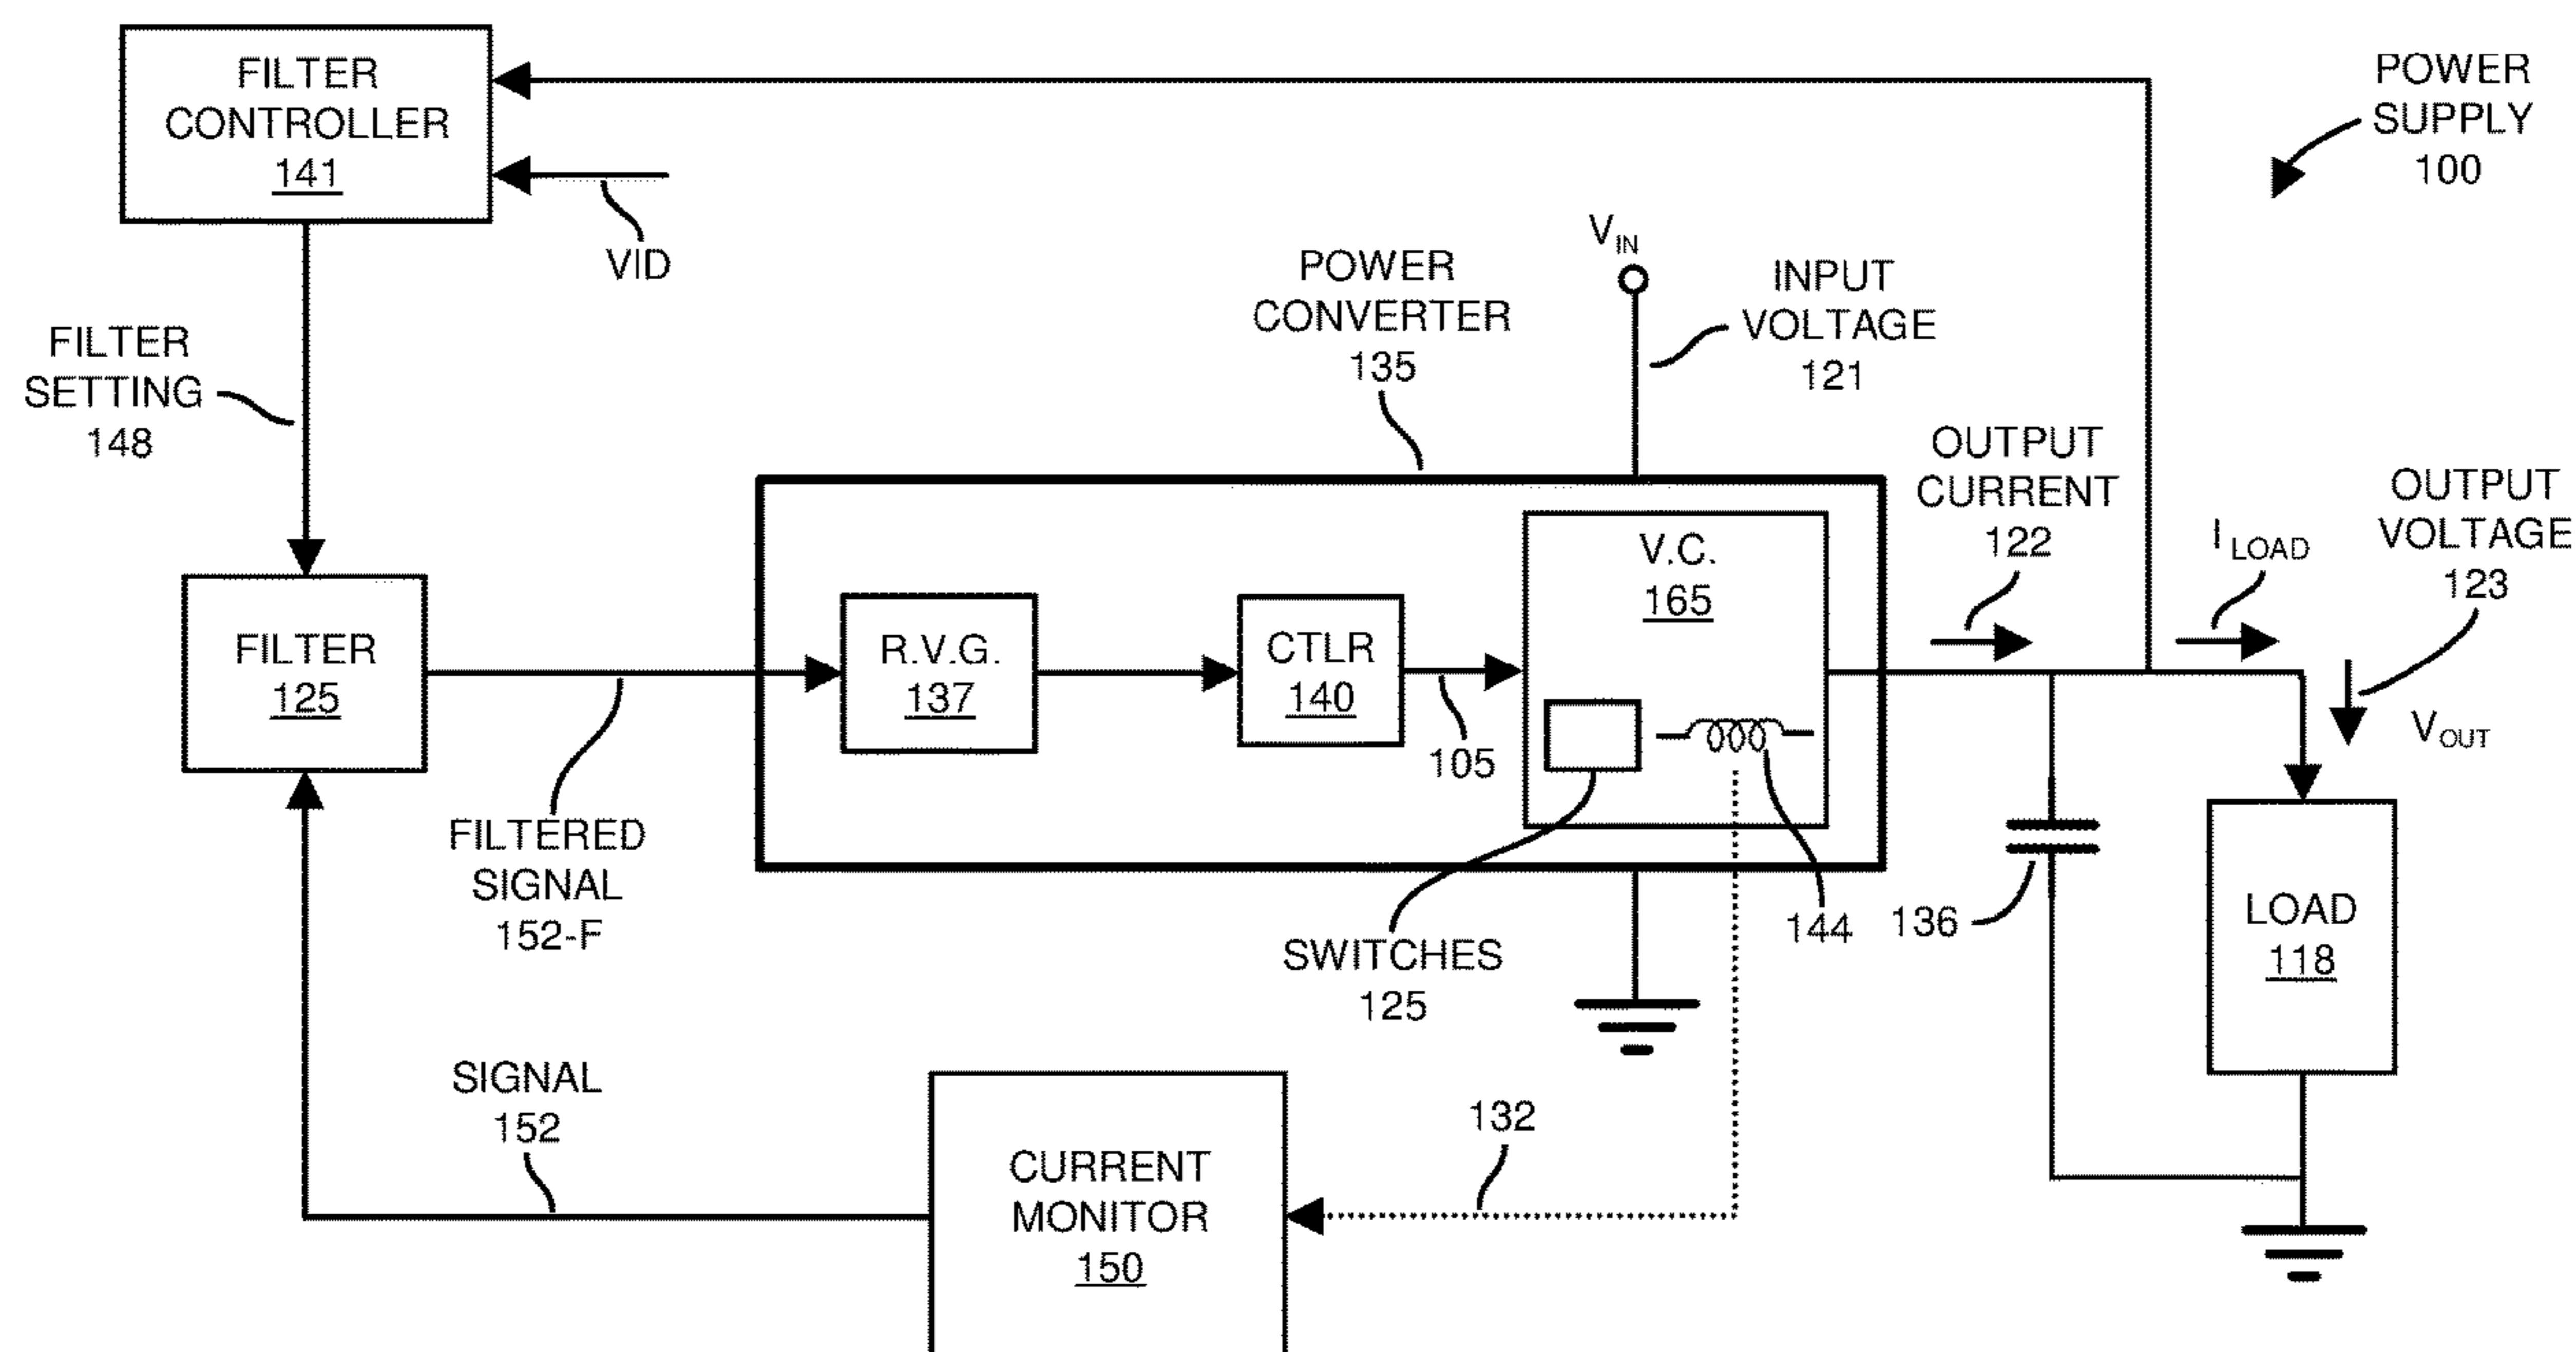 FILTER
CONTROLLER
141
VID
POWER
SUPPLY
100
FILTER
SETTING
148
POWER
CONVERTER
135
V IN
INPUT
VOLTAGE
121
OUTPUT
CURRENT
122
I LOAD
OUTPUT
VOLTAGE
123
V OUT
FILTER
125
FILTERED
SIGNAL
152-F
R.V.G.
137
CTLR
140
105
V.C.
165
SWITCHES
125
144
136
LOAD
118
SIGNAL
152
CURRENT
MONITOR
150
132